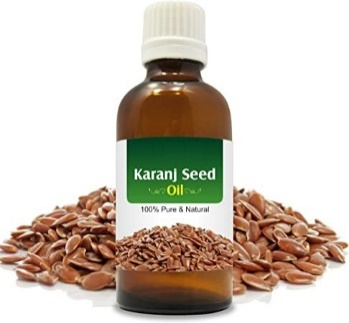 Karanj Seed
Oil
100% Pure & Natural